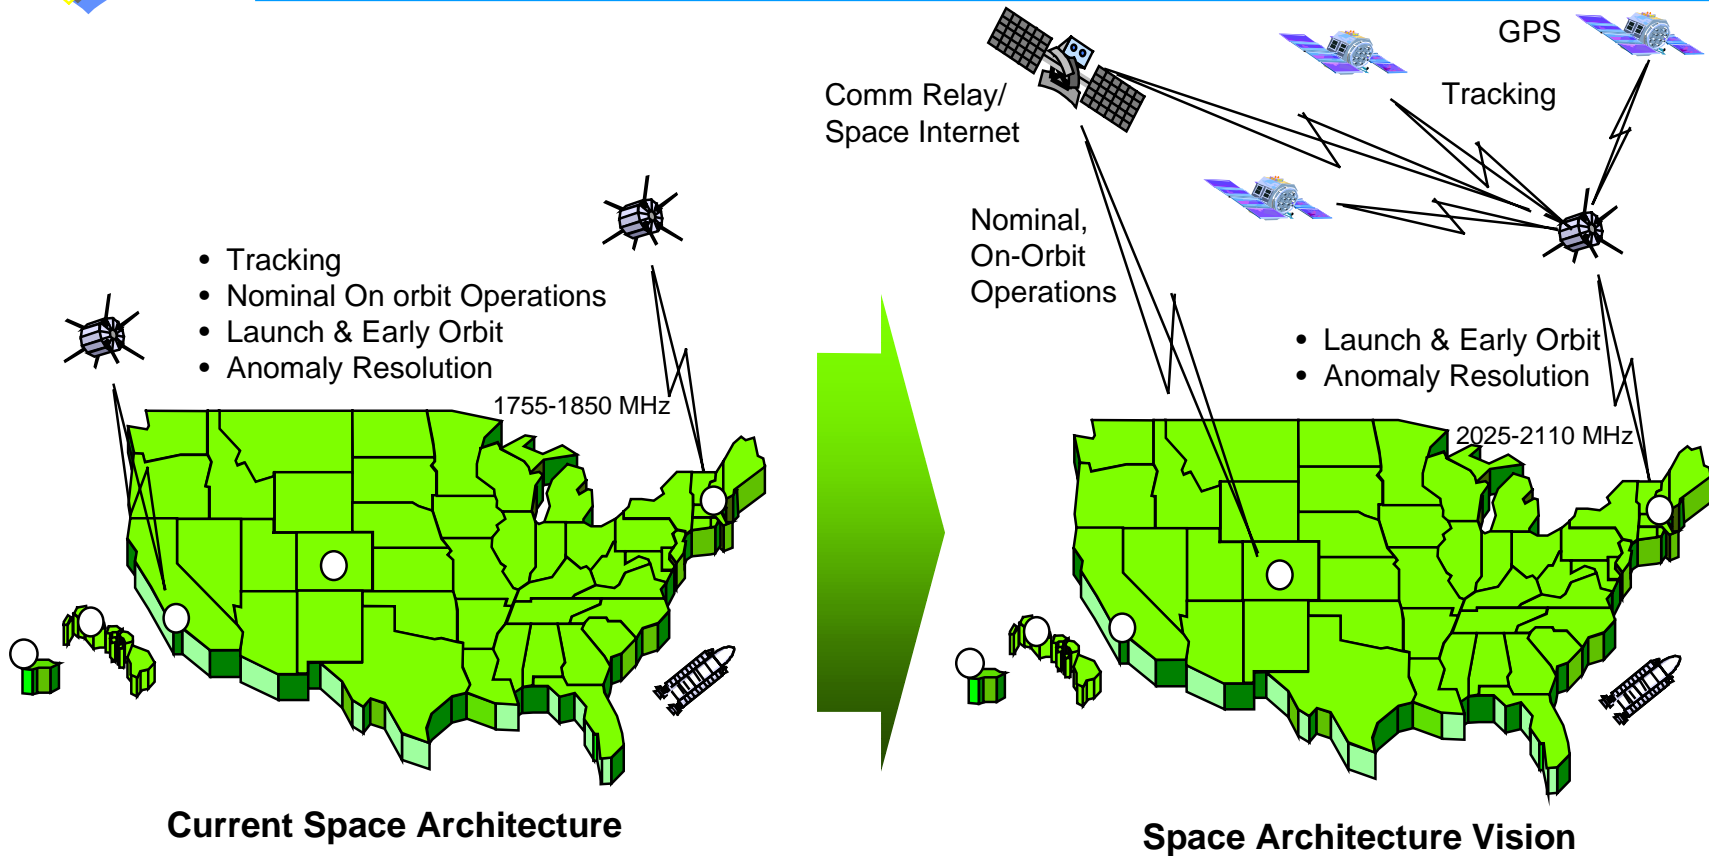 GPS
Tracking
Comm Relay/
Space Internet
Nominal,
On-Orbit
Operations
• Tracking
• Nominal On orbit Operations
• Launch & Early Orbit
• Anomaly Resolution
1755-1850 MHz
• Launch & Early Orbit
• Anomaly Resolution
2025-2110 MHz
Current Space Architecture
Space Architecture Vision